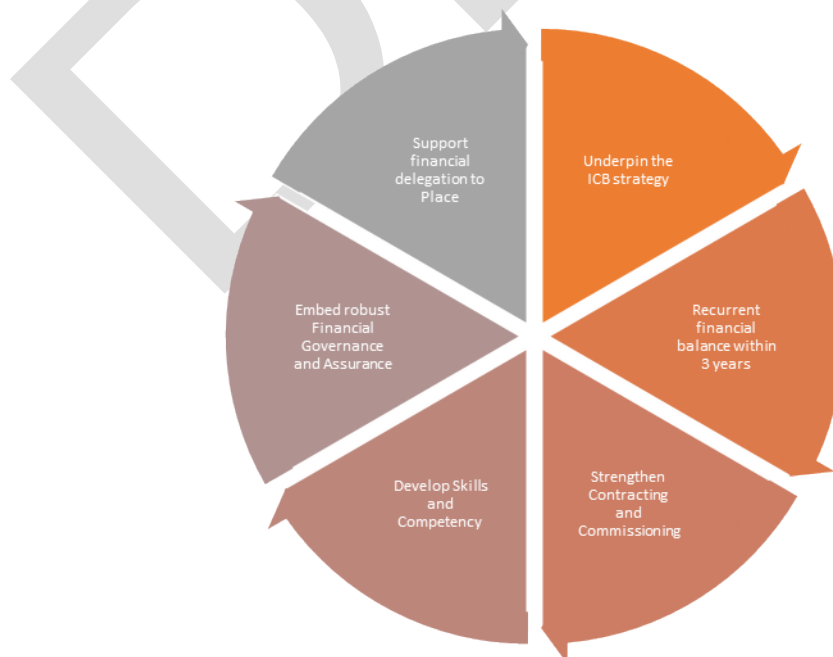 Support
financial
delegation to
Place
Underpin the
ICB strategy
Embed robust
Financial
Governance
and Assurance
Recurrent
financial
balance within
3 years
Develop Skills
and
Competency
Strengthen
Contracting
and
Commissioning